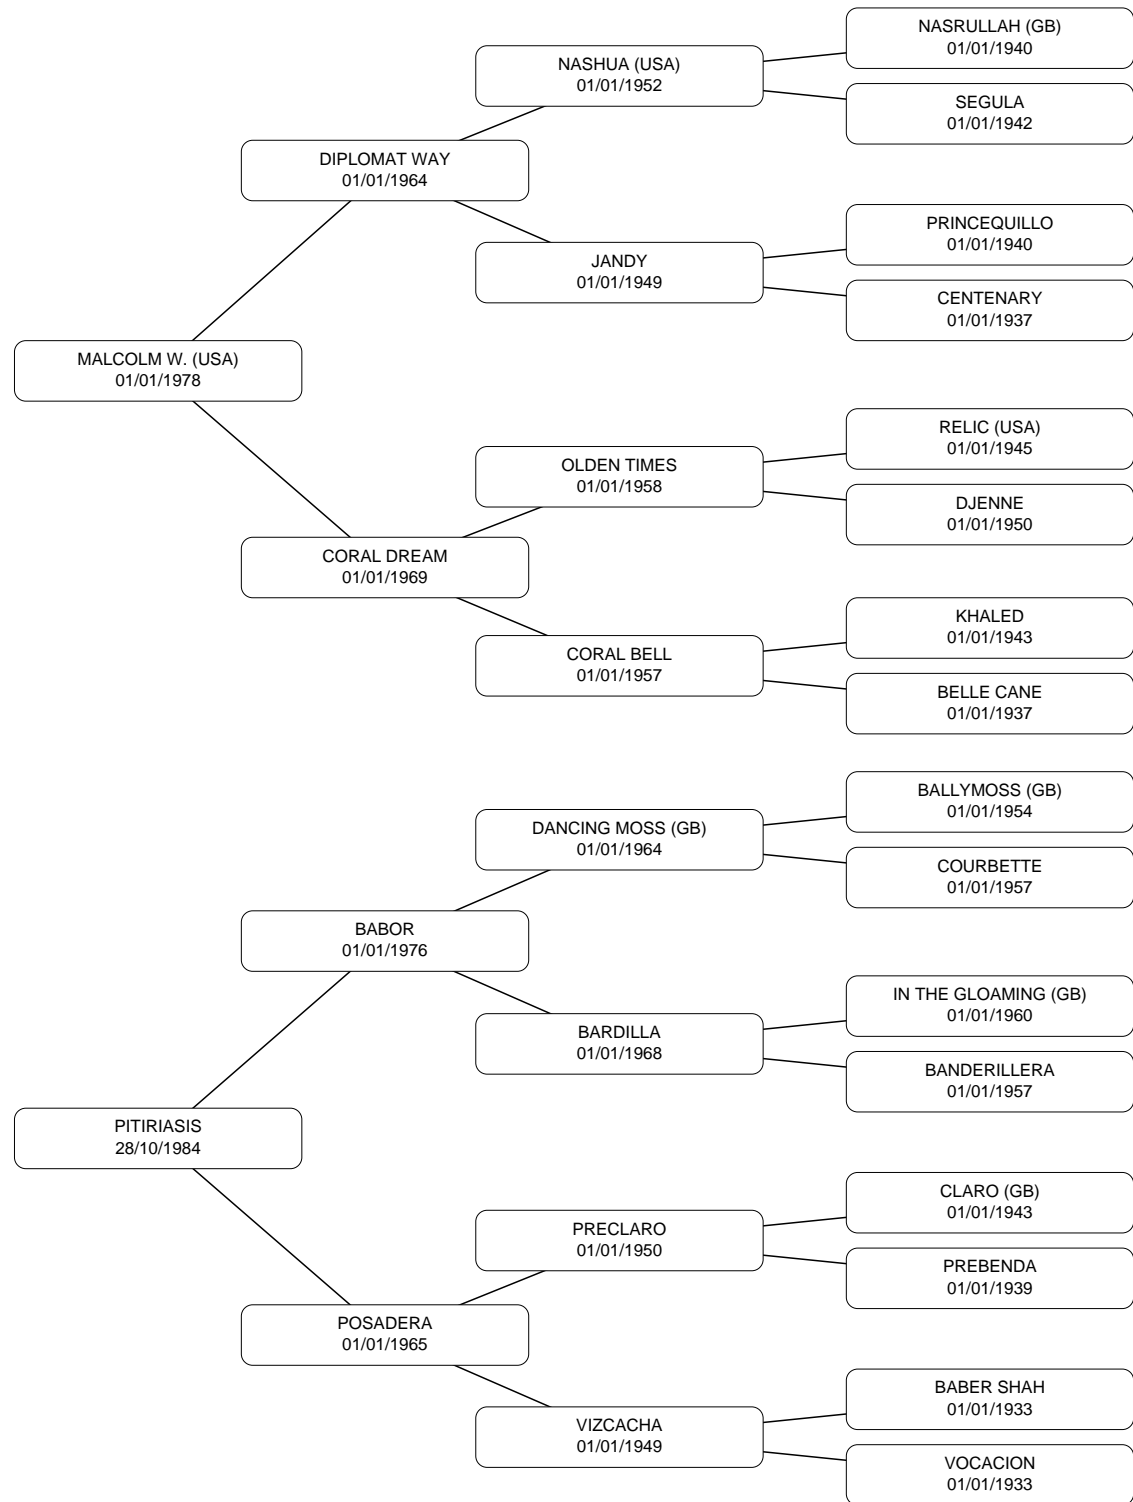 NASRULLAH (GB)
01/01/1940
NASHUA (USA)
01/01/1952
SEGULA
01/01/1942
DIPLOMAT WAY
01/01/1964
PRINCEQUILLO
01/01/1940
JANDY
01/01/1949
CENTENARY
01/01/1937
MALCOLM W. (USA)
01/01/1978
RELIC (USA)
01/01/1945
OLDEN TIMES
01/01/1958
DJENNE
01/01/1950
CORAL DREAM
01/01/1969
KHALED
01/01/1943
CORAL BELL
01/01/1957
BELLE CANE
01/01/1937
BALLYMOSS (GB)
01/01/1954
DANCING MOSS (GB)
01/01/1964
COURBETTE
01/01/1957
BABOR
01/01/1976
IN THE GLOAMING (GB)
01/01/1960
BARDILLA
01/01/1968
BANDERILLERA
01/01/1957
PITIRIASIS
28/10/1984
CLARO (GB)
01/01/1943
PRECLARO
01/01/1950
PREBENDA
01/01/1939
POSADERA
01/01/1965
BABER SHAH
01/01/1933
VIZCACHA
01/01/1949
VOCACION
01/01/1933